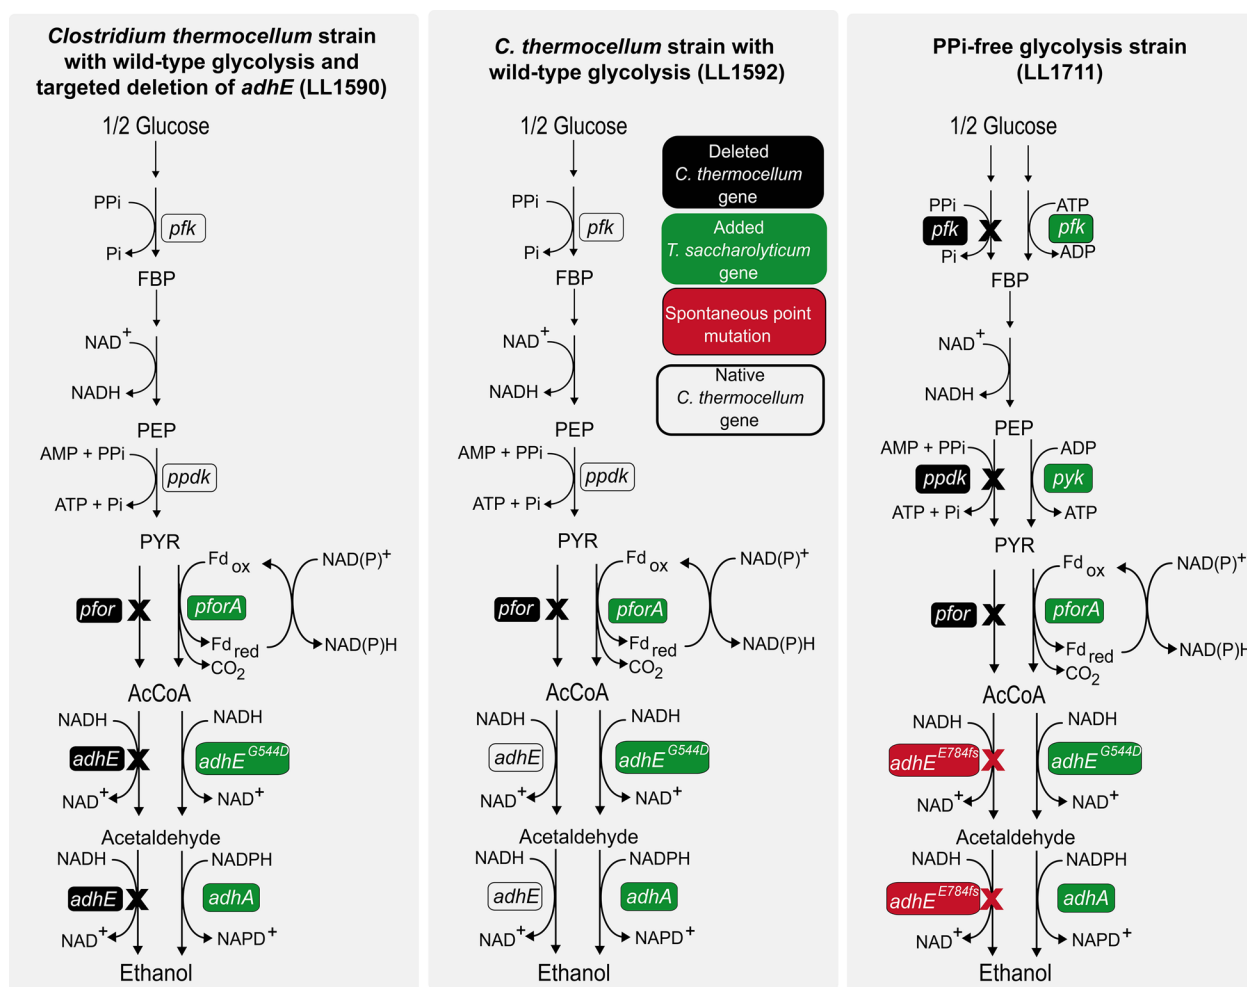 Clostridium thermocellum strain
with wild-type glycolysis and
targeted deletion of adhE (LL1590)
1/2 Glucose
PPi
pfk
Pi
FBP
NAD+
NADH
PEP
AMP + PPi
ppdk
ATP + Pi
PYR
Fd ox
NAD(P)+
pfor
pforA
Fd red
NAD(P)H
CO2
AcCoA
NADH
NADH
adhE
adhE G544D
NAD+
NAD+
Acetaldehyde
NADH
NADPH
adhE
adhA
NAD+
NAPD+
Ethanol
C. thermocellum strain with
wild-type glycolysis (LL1592)
1/2 Glucose
PPi
pfk
Pi
FBP
NAD+
NADH
PEP
AMP + PPi
ppdk
ATP + Pi
PYR
Fd ox
NAD(P)+
pfor
pforA
Fd red
NAD(P)H
CO2
AcCoA
NADH
NADH
adhE
adhE G544D
NAD+
NAD+
Acetaldehyde
NADH
NADPH
adhE
adhA
NAD+
NAPD+
Ethanol
Deleted
C. thermocellum
gene
Added
T. saccharolyticum
gene
Spontaneous point
mutation
Native
C. thermocellum
gene
PPi-free glycolysis strain
(LL1711)
1/2 Glucose
PPi
ATP
pfk
pfk
Pi
ADP
FBP
NAD+
NADH
PEP
AMP + PPi
ADP
ppdk
pyk
ATP + Pi
ATP
PYR
Fd ox
NAD(P)+
pfor
pforA
Fd red
NAD(P)H
CO2
AcCoA
NADH
NADH
adhE E784fs
adhE G544D
NAD+
NAD+
Acetaldehyde
NADH
NADPH
adhE E784fs
adhA
NAD+
NAPD+
Ethanol